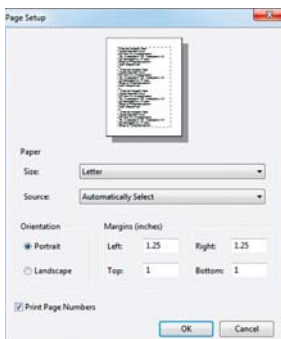 Page Setup
Paper
Size: Letter
Source: Automatically Select
Orientation Margins (inches)
Portrait Left: 1.25 Right: 1.25
Landscape Top: 1 Bottom: 1
Print Page Numbers
OK Cancel